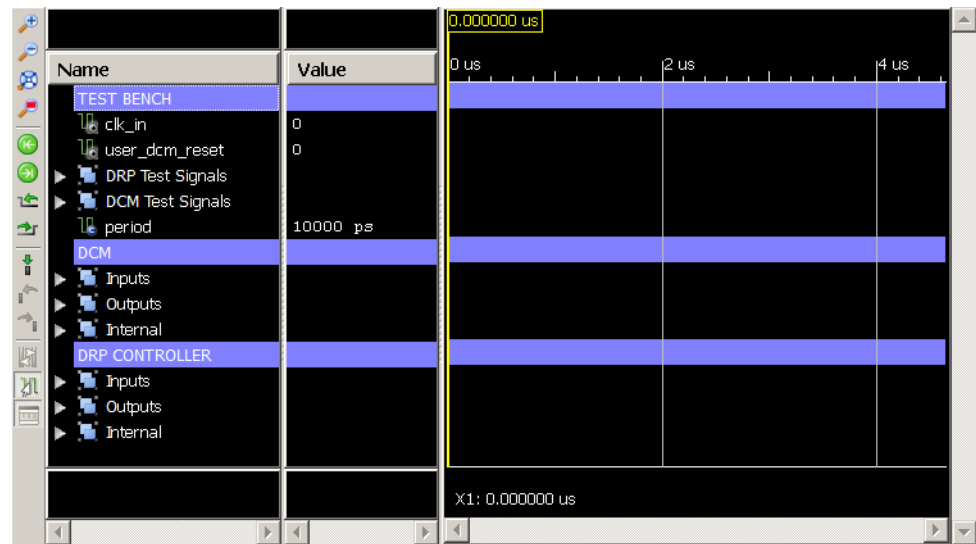 0.000000 us
Name Value 0 us 2 us 4 us
TEST BENCH
clk_in 0
user_dcm_reset 0
DRP Test Signals
DCM Test Signals
period 10000 ps
DCM
Inputs
Outputs
Internal
DRP CONTROLLER
Inputs
Outputs
Internal
X1: 0.000000 us